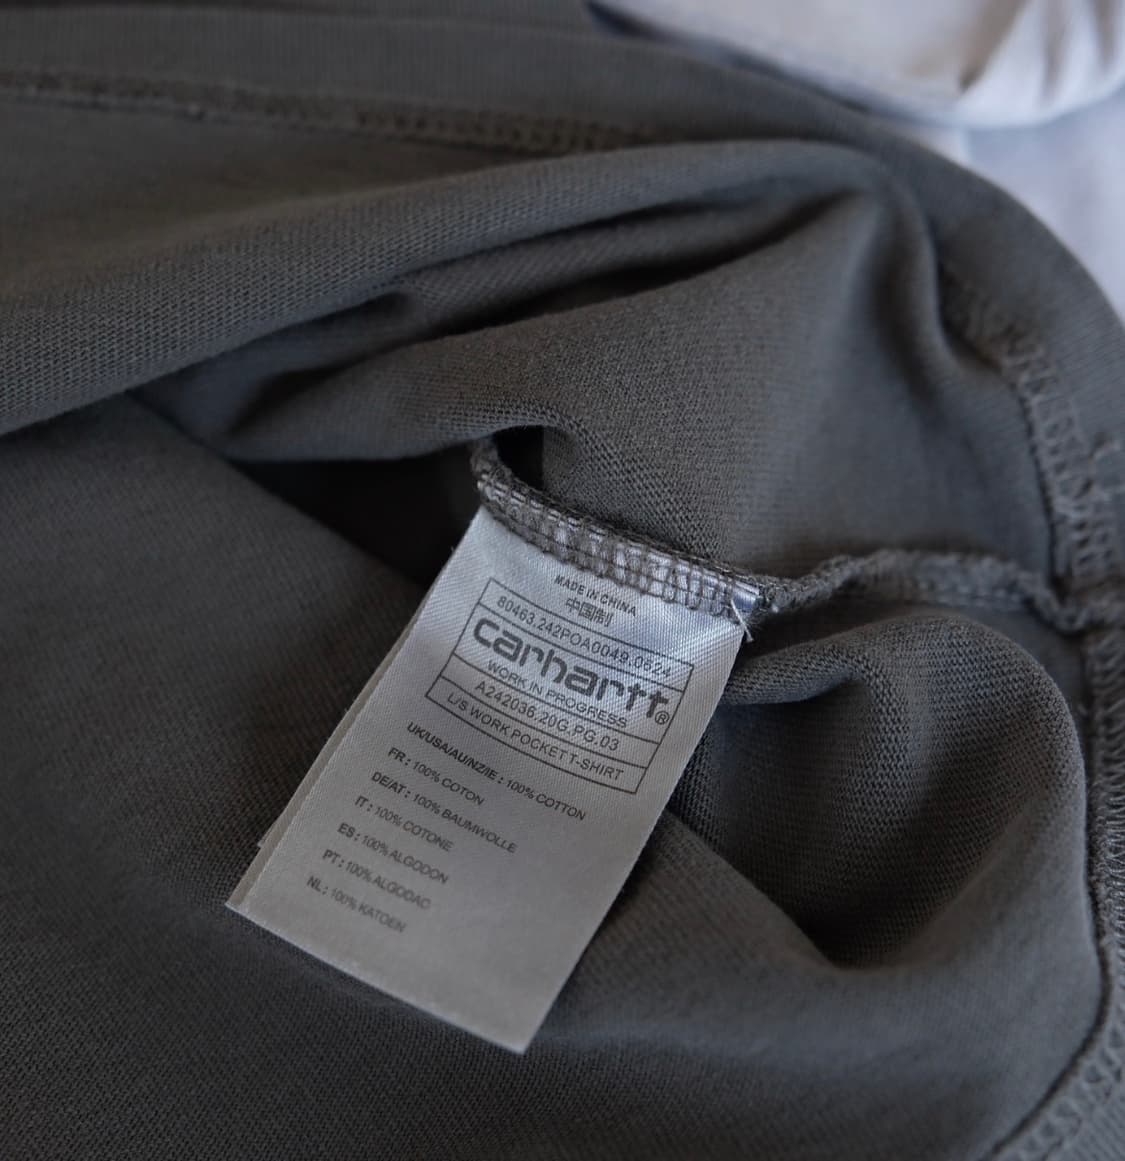 MADE IN CHINA
中国制
80463.242POA0049.0624
carhartt®
WORK IN PROGRESS
A242036.20G.PG.03
L/S WORK POCKET T-SHIRT
UK/USA/AU/NZ/IE : 100% COTTON
FR : 100% COTON
DE/AT : 100% BAUMWOLLE
IT : 100% COTONE
ES : 100% ALGODON
PT : 100% ALGODAO
NL : 100% KATOEN